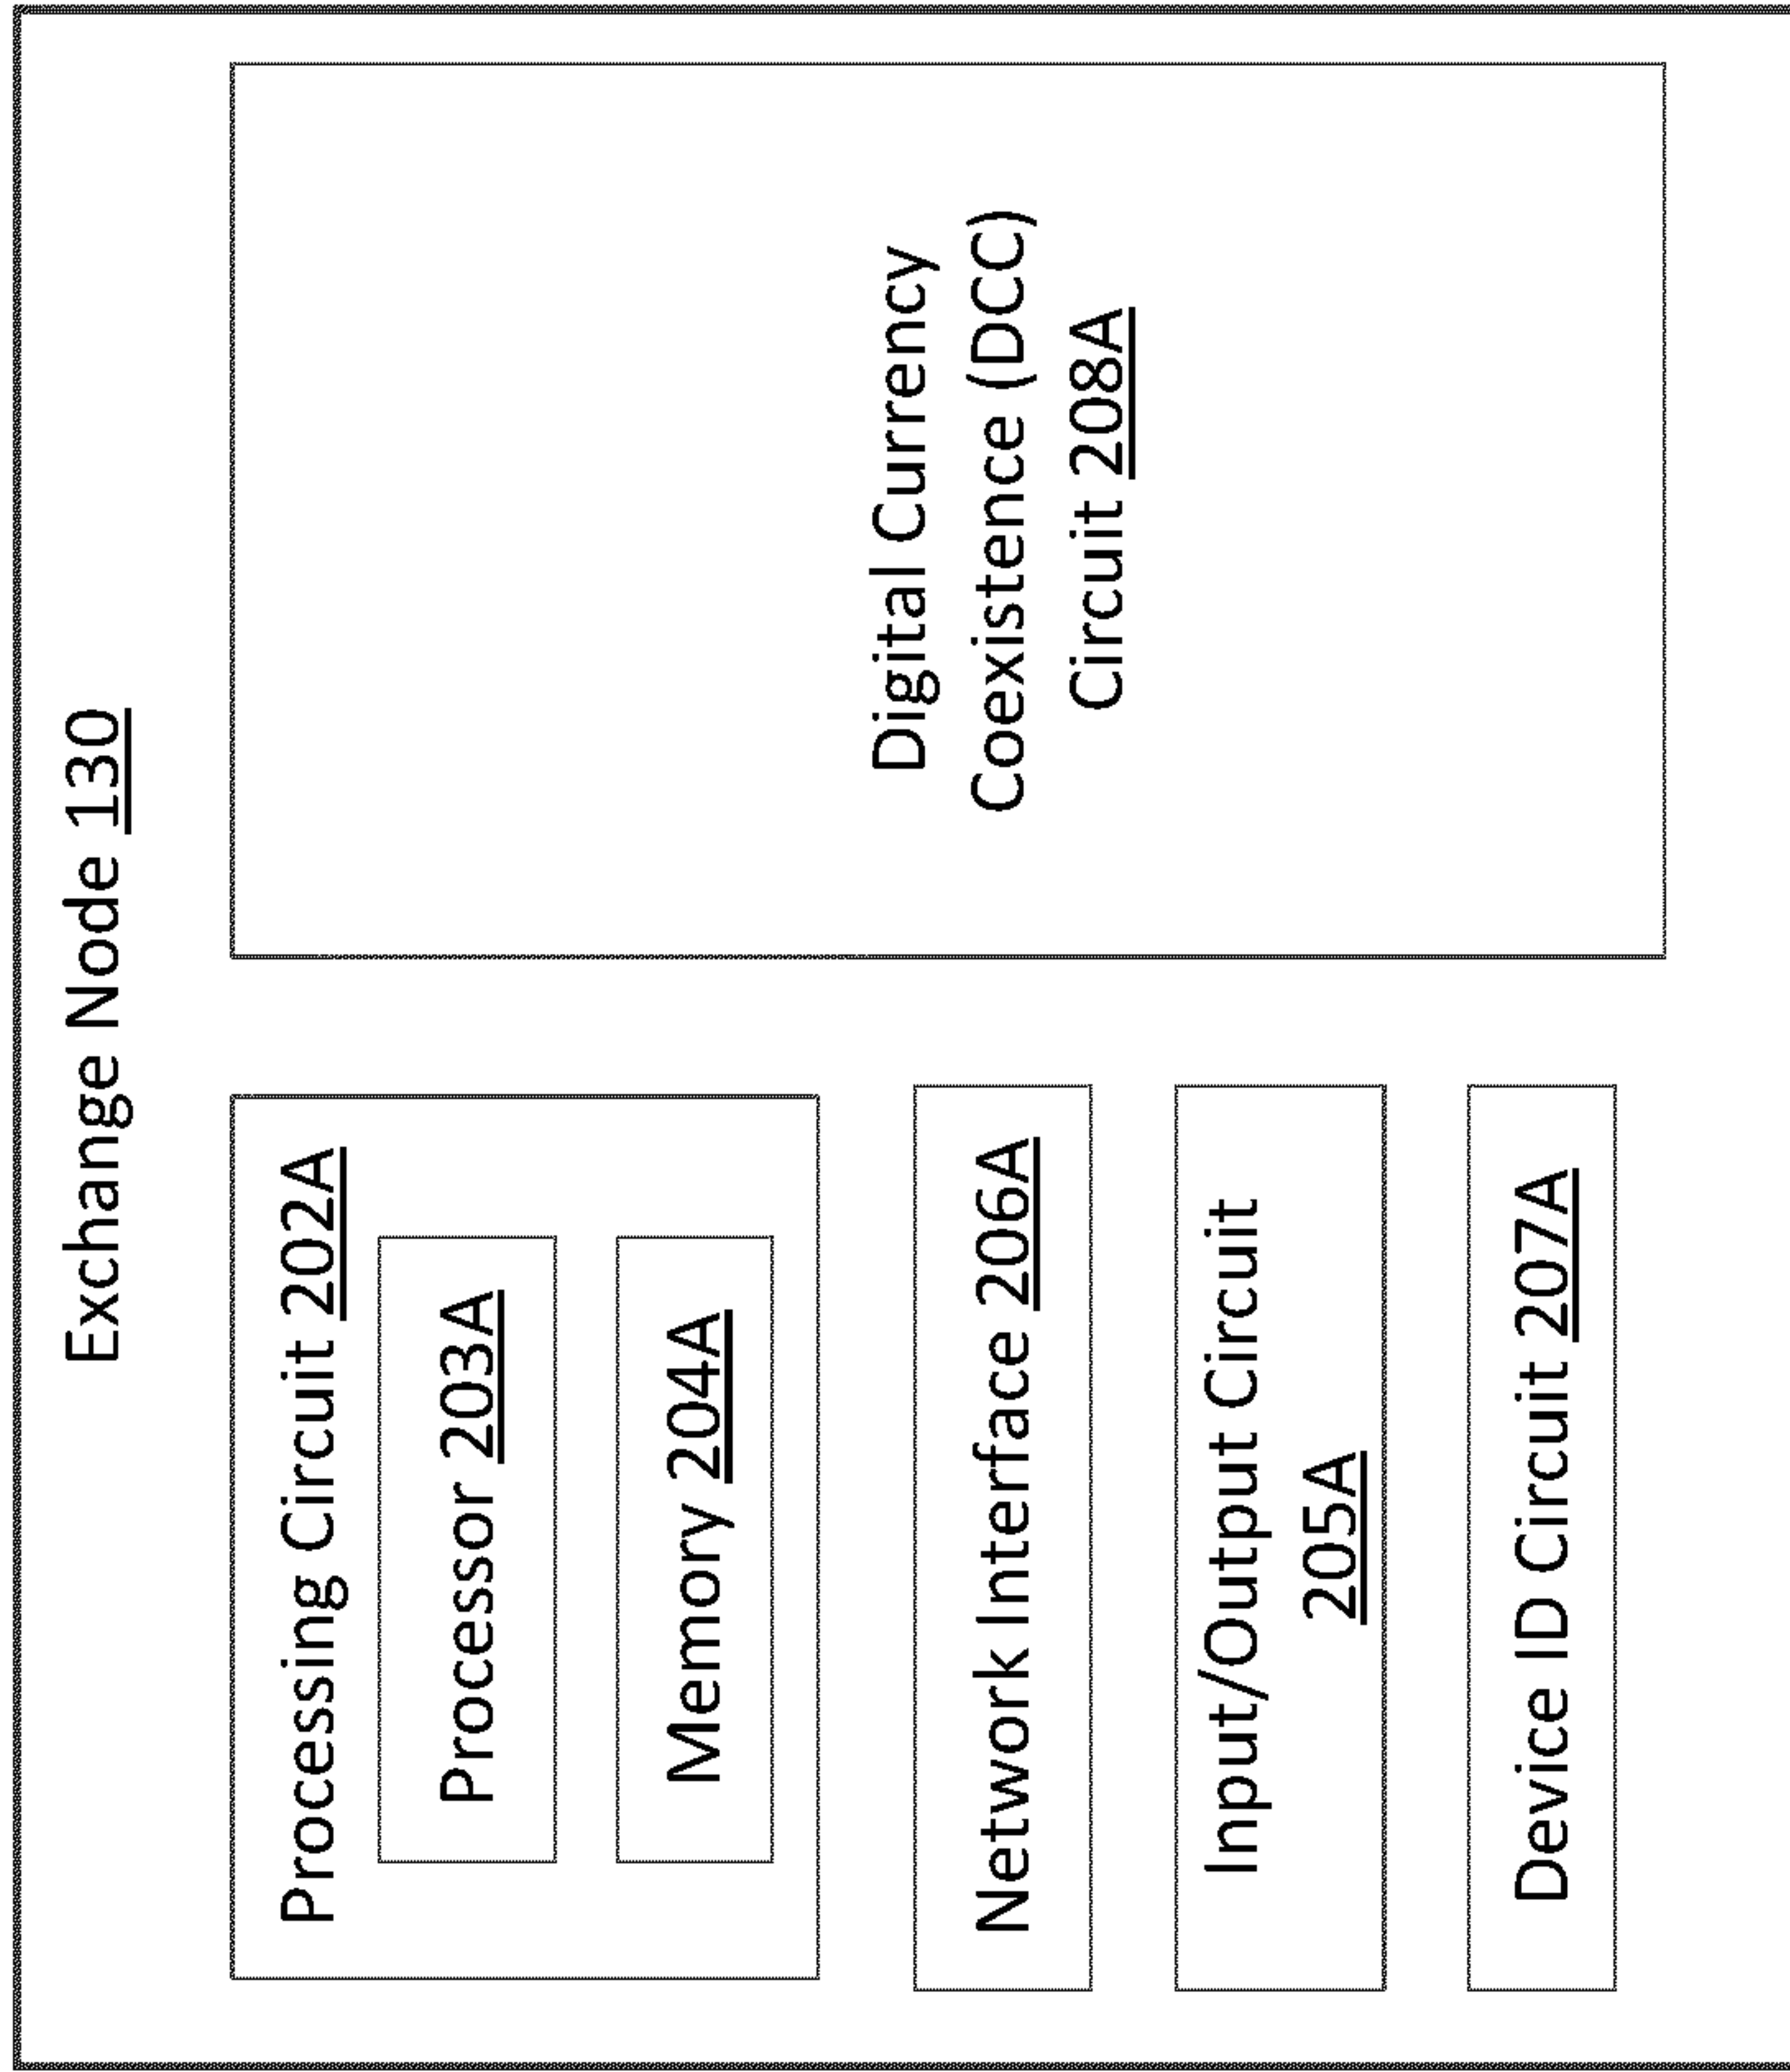 Exchange Node 130
Processing Circuit 202A
Processor 203A
Memory 204A
Network Interface 206A
Input/Output Circuit
205A
Device ID Circuit 207A
Digital Currency
Coexistence (DCC)
Circuit 208A